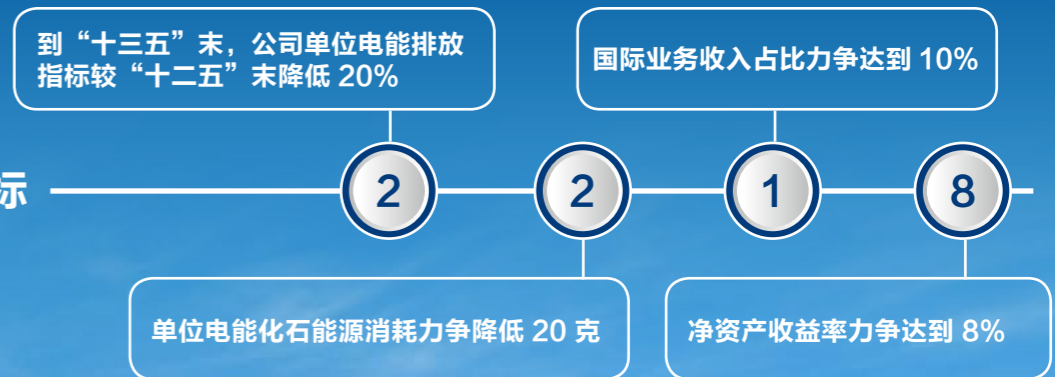 到“十三五”末，公司单位电能排放
指标较“十二五”末降低 20%
国际业务收入占比力争达到 10%
标
2
2
1
8
单位电能化石能源消耗力争降低 20 克
净资产收益率力争达到 8%